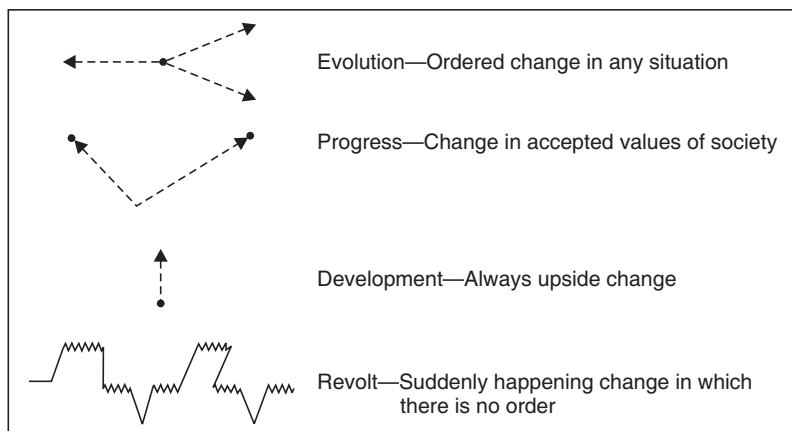 Evolution—Ordered change in any situation
Progress—Change in accepted values of society
Development—Always upside change
Revolt—Suddenly happening change in which
there is no order